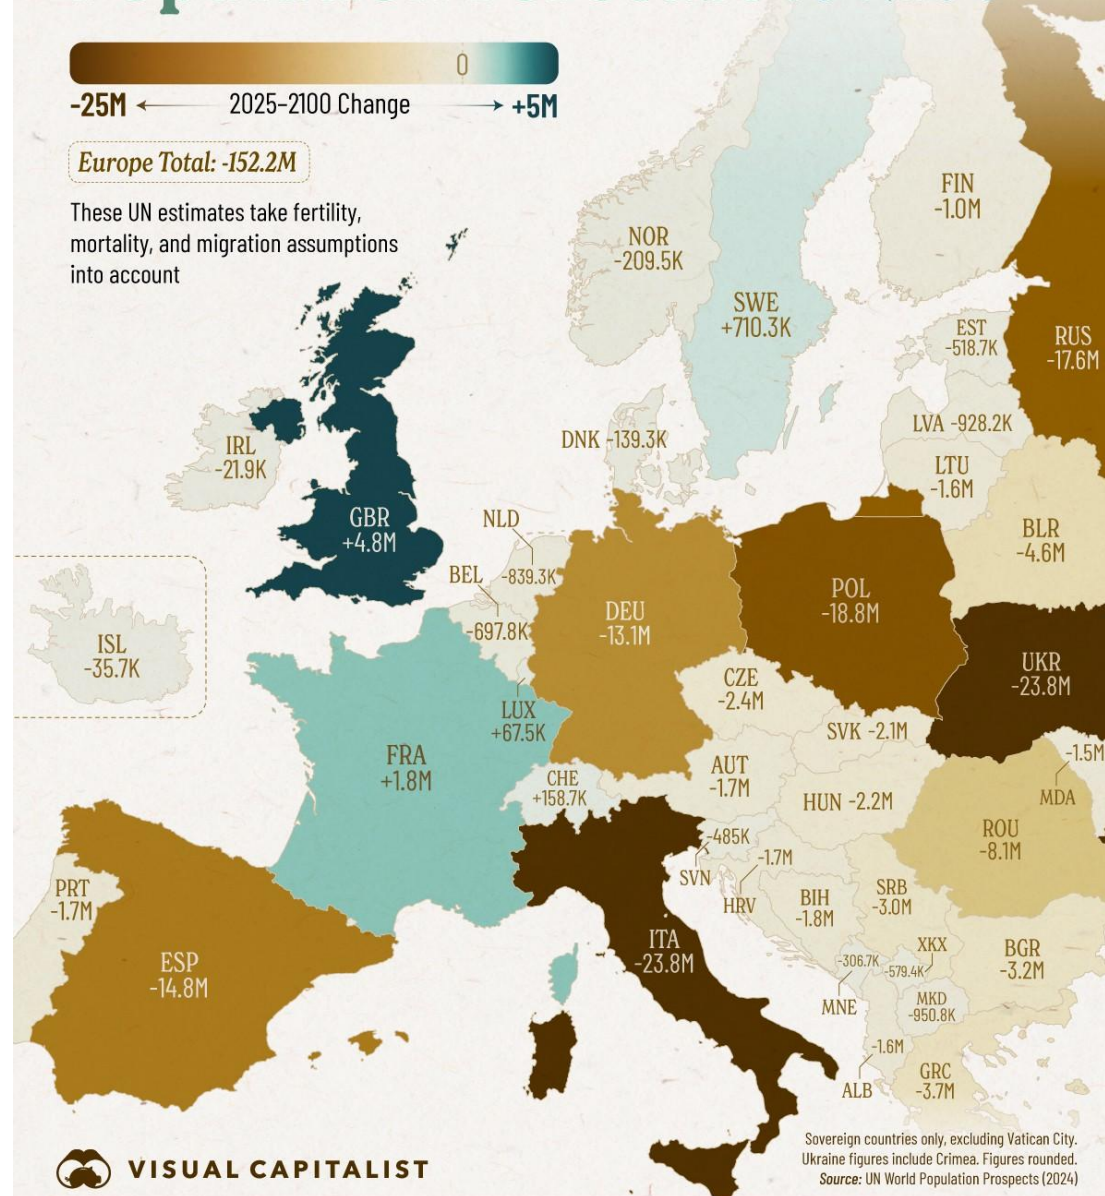 0
-25M
2025–2100 Change
+5M
Europe Total: -152.2M
These UN estimates take fertility,
mortality, and migration assumptions
into account
FIN
-1.0M
NOR
-209.5K
SWE
+710.3K
EST
-518.7K
RUS
-17.6M
LVA -928.2K
DNK -139.3K
IRL
-21.9K
LTU
-1.6M
GBR
+4.8M
NLD
-839.3K
BLR
-4.6M
BEL
-697.8K
DEU
-13.1M
POL
-18.8M
ISL
-35.7K
UKR
-23.8M
CZE
-2.4M
LUX
+67.5K
SVK -2.1M
FRA
+1.8M
AUT
-1.7M
-1.5M
MDA
CHE
+158.7K
HUN -2.2M
ROU
-8.1M
-485K
SVN
-1.7M
HRV
PRT
-1.7M
BIH
-1.8M
SRB
-3.0M
ITA
-23.8M
ESP
-14.8M
XKX
-579.4K
-306.7K
MNE
BGR
-3.2M
MKD
-950.8K
-1.6M
ALB
GRC
-3.7M
Sovereign countries only, excluding Vatican City.
Ukraine figures include Crimea. Figures rounded.
Source: UN World Population Prospects (2024)
VISUAL CAPITALIST